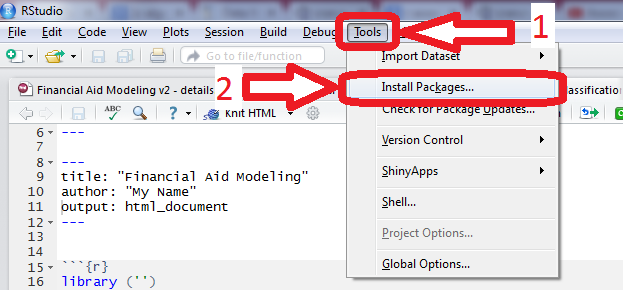 RStudio
File Edit Code View Plots Session Build Debug Tools
1
Go to file/function
Import Dataset
2
Install Packages...
Financial Aid Modeling v2 - details
lassification
Check for Package Updates...
ABC
Knit HTML
Version Control
ShinyApps
Shell...
Project Options...
Global Options...
6 ---
7
8 ---
9 title: "Financial Aid Modeling"
10 author: "My Name"
11 output: html_document
12 ---
13
14
15 ```{r}
16 library ('')